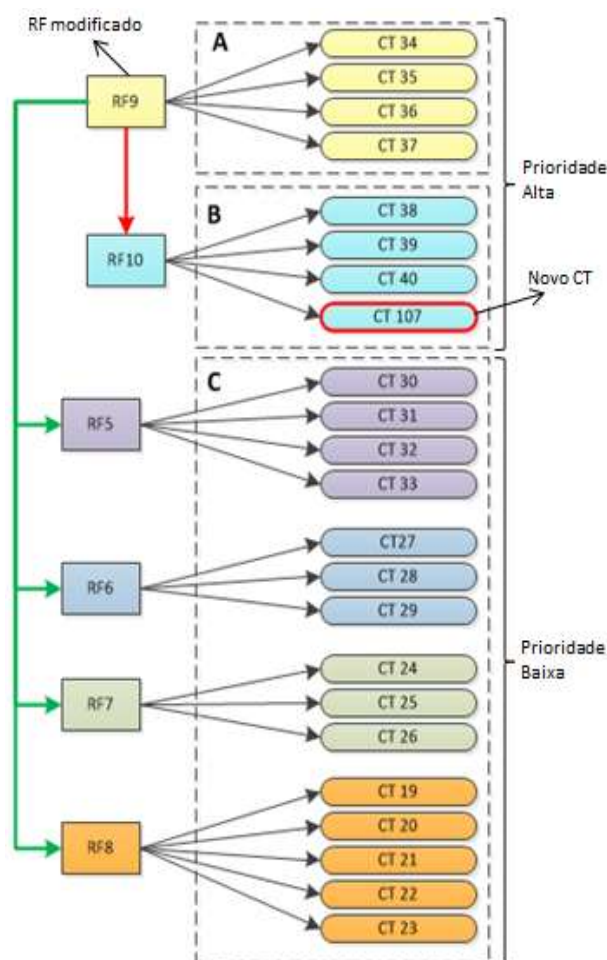 RF modificado
A
CT 34
RF9
CT 35
CT 36
CT 37
Prioridade
Alta
B
CT 38
RF10
CT 39
CT 40
Novo CT
CT 107
C
CT 30
RF5
CT 31
CT 32
CT 33
CT27
RF6
CT 28
CT 29
Prioridade
Baixa
CT 24
RF7
CT 25
CT 26
CT 19
CT 20
RF8
CT 21
CT 22
CT 23